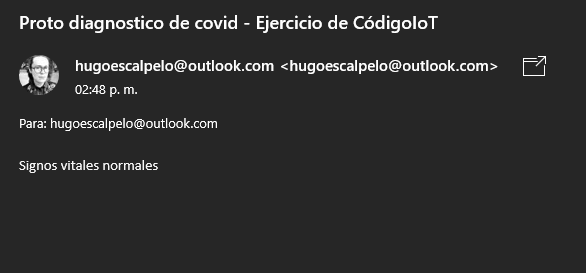 Proto diagnostico de covid - Ejercicio de CódigoIoT
hugoescalpelo@outlook.com <hugoescalpelo@outlook.com>
02:48 p. m.
Para: hugoescalpelo@outlook.com
Signos vitales normales